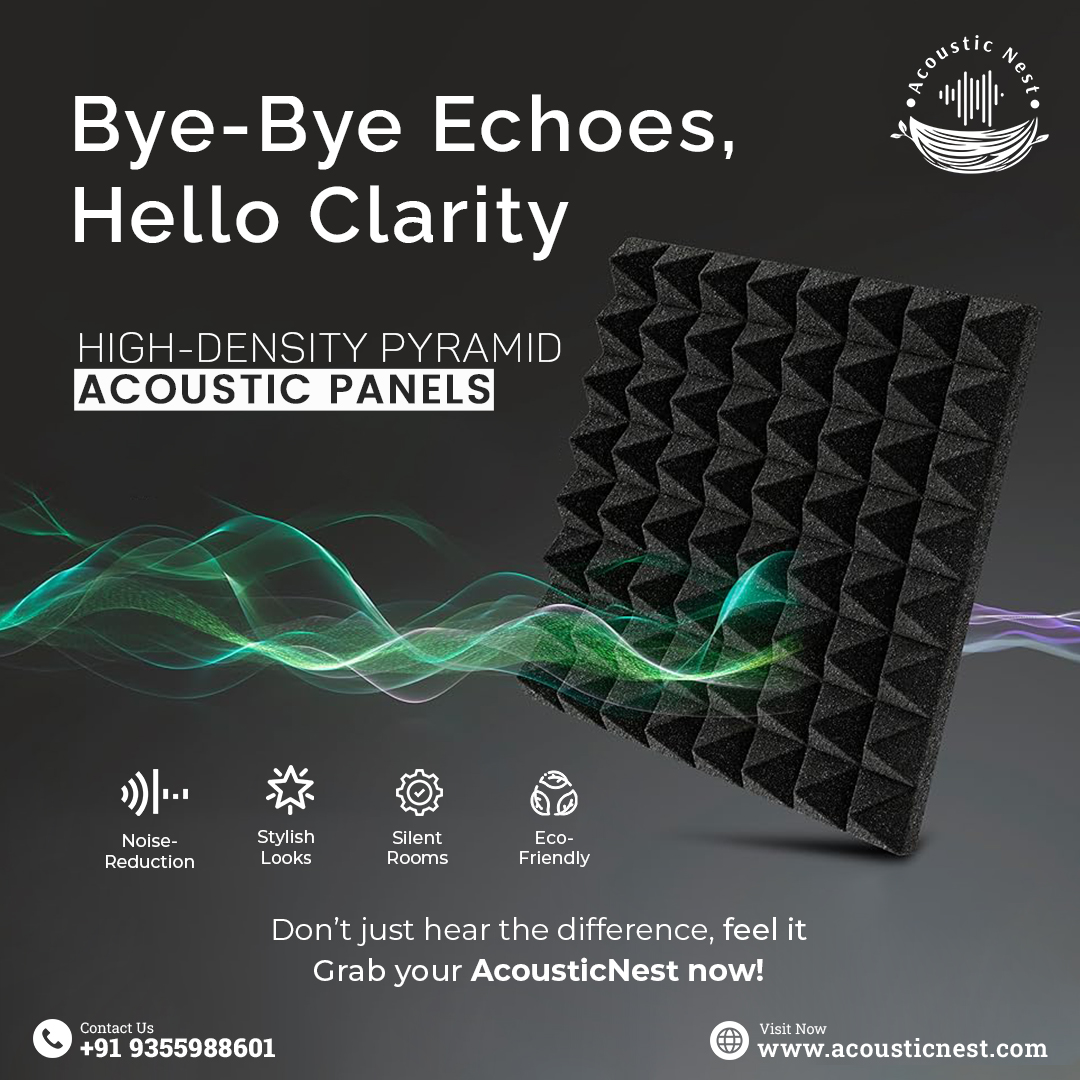 Acoustic Nest
Bye-Bye Echoes,
Hello Clarity
HIGH-DENSITY PYRAMID
ACOUSTIC PANELS
Noise-
Reduction
Stylish
Looks
Silent
Rooms
Eco-
Friendly
Don’t just hear the difference, feel it
Grab your AcousticNest now!
Contact Us
+91 9355988601
Visit Now
www.acousticnest.com